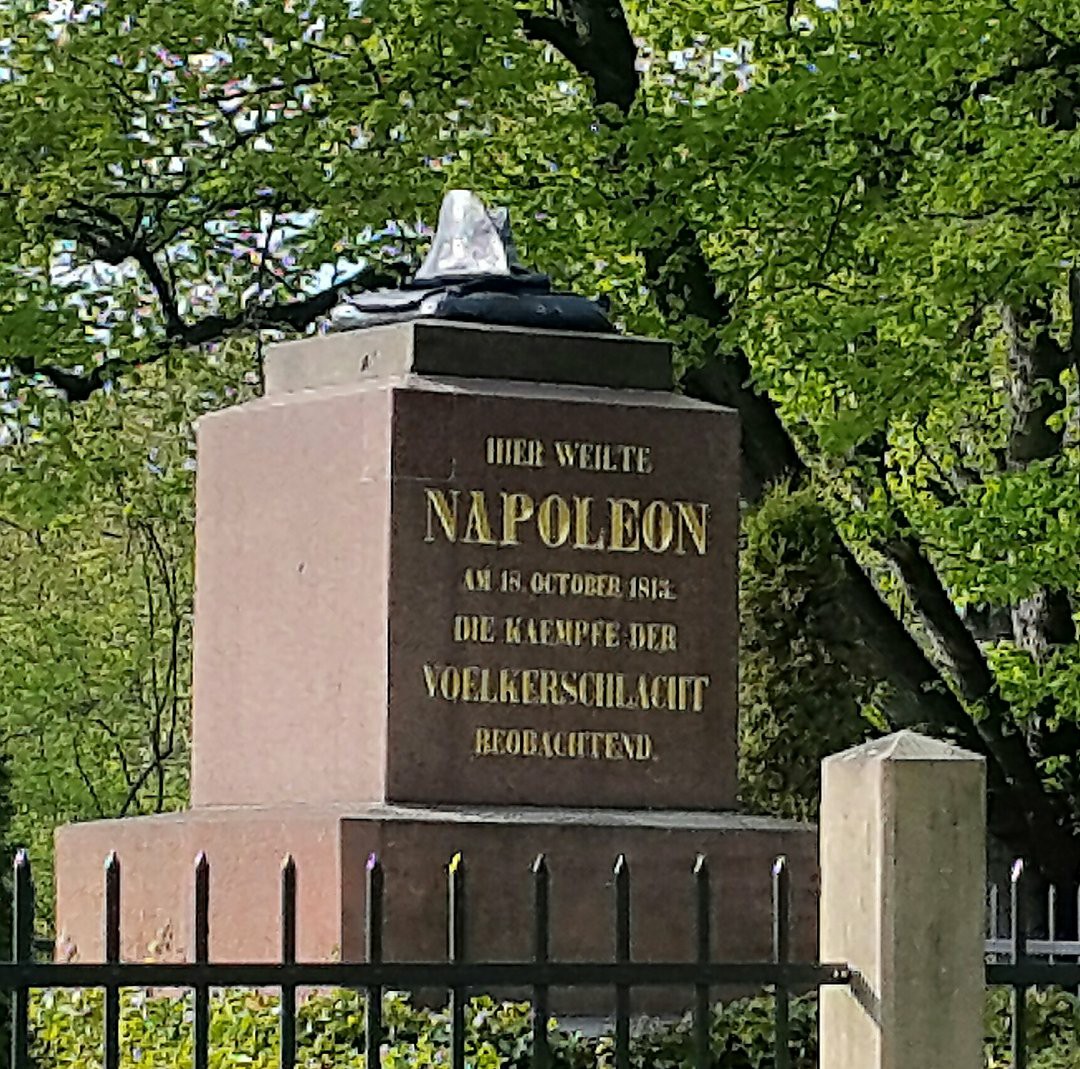 HIER WEILTE
NAPOLEON
AM 18. OCTOBER 1813.
DIE KAEMPFE DER
VOELKERSCHLACHT
BEOBACHTEND.